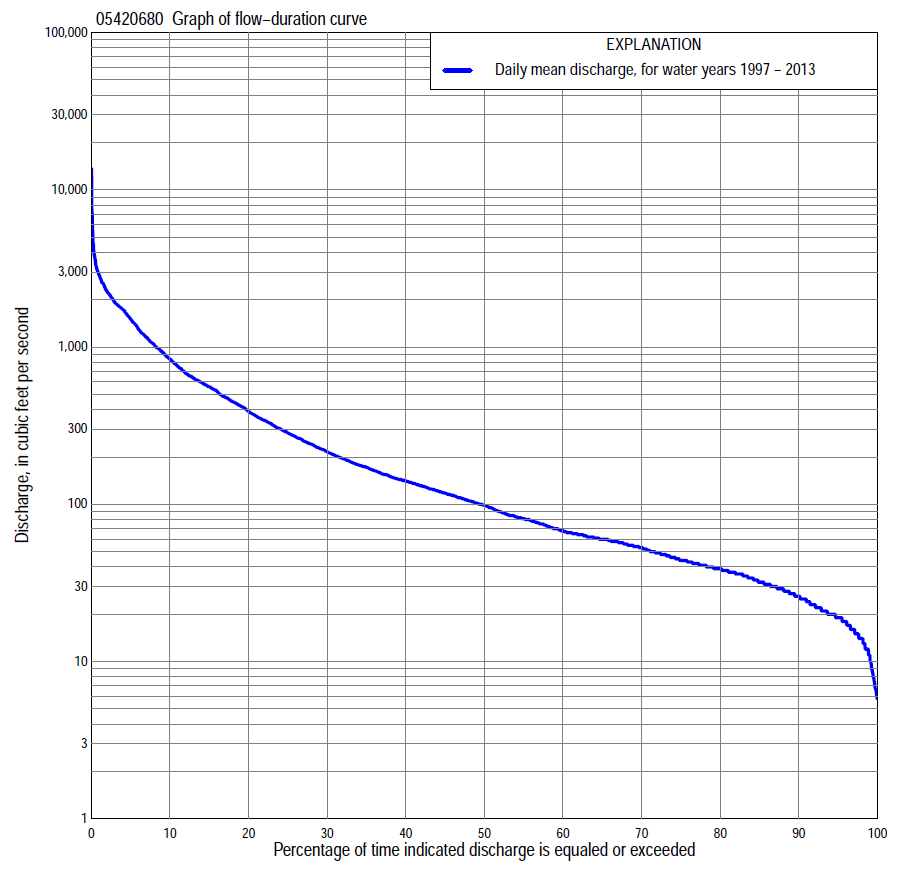 05420680 Graph of flow−duration curve
EXPLANATION
Daily mean discharge, for water years 1997 − 2013
Discharge, in cubic feet per second
100,000
30,000
10,000
3,000
1,000
300
100
30
10
3
1
0 10 20 30 40 50 60 70 80 90 100
Percentage of time indicated discharge is equaled or exceeded